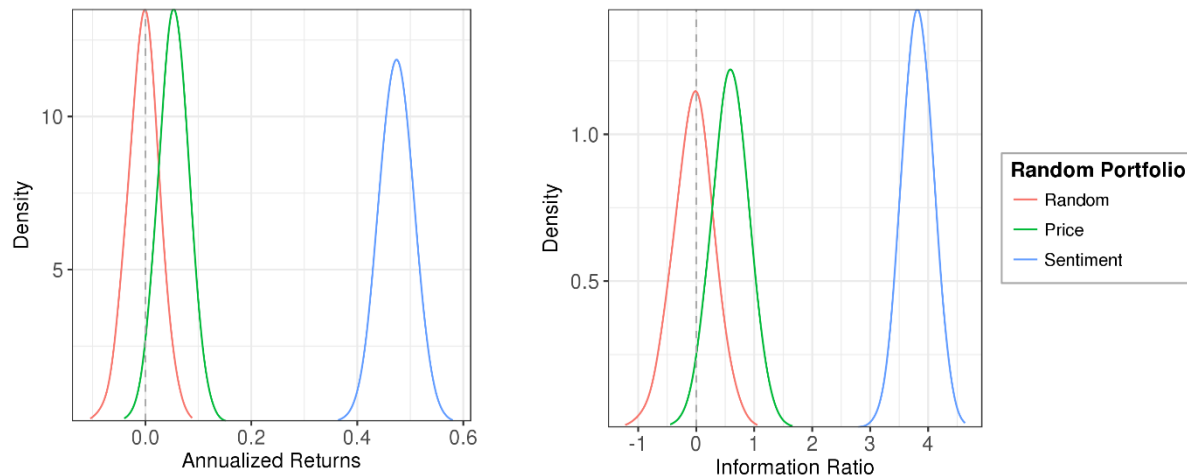 Density
10
5
0.0 0.2 0.4 0.6
Annualized Returns
Density
1.0
0.5
-1 0 1 2 3 4
Information Ratio
Random Portfolio
Random
Price
Sentiment